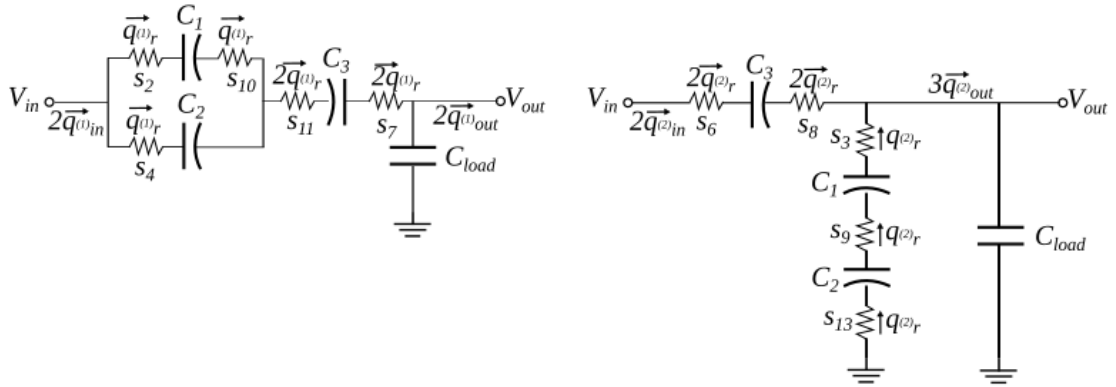 C1
q(1)r
q(1)r
s2
s10
C3
2q(1)r
2q(1)r
Vin
C2
Vout
2q(1)in
q(1)r
s11
s7
2q(1)out
s4
Cload
C3
2q(2)r
2q(2)r
3q(2)out
Vin
Vout
2q(2)in
s6
s8
s3
q(2)r
C1
s9
q(2)r
Cload
C2
s13
q(2)r